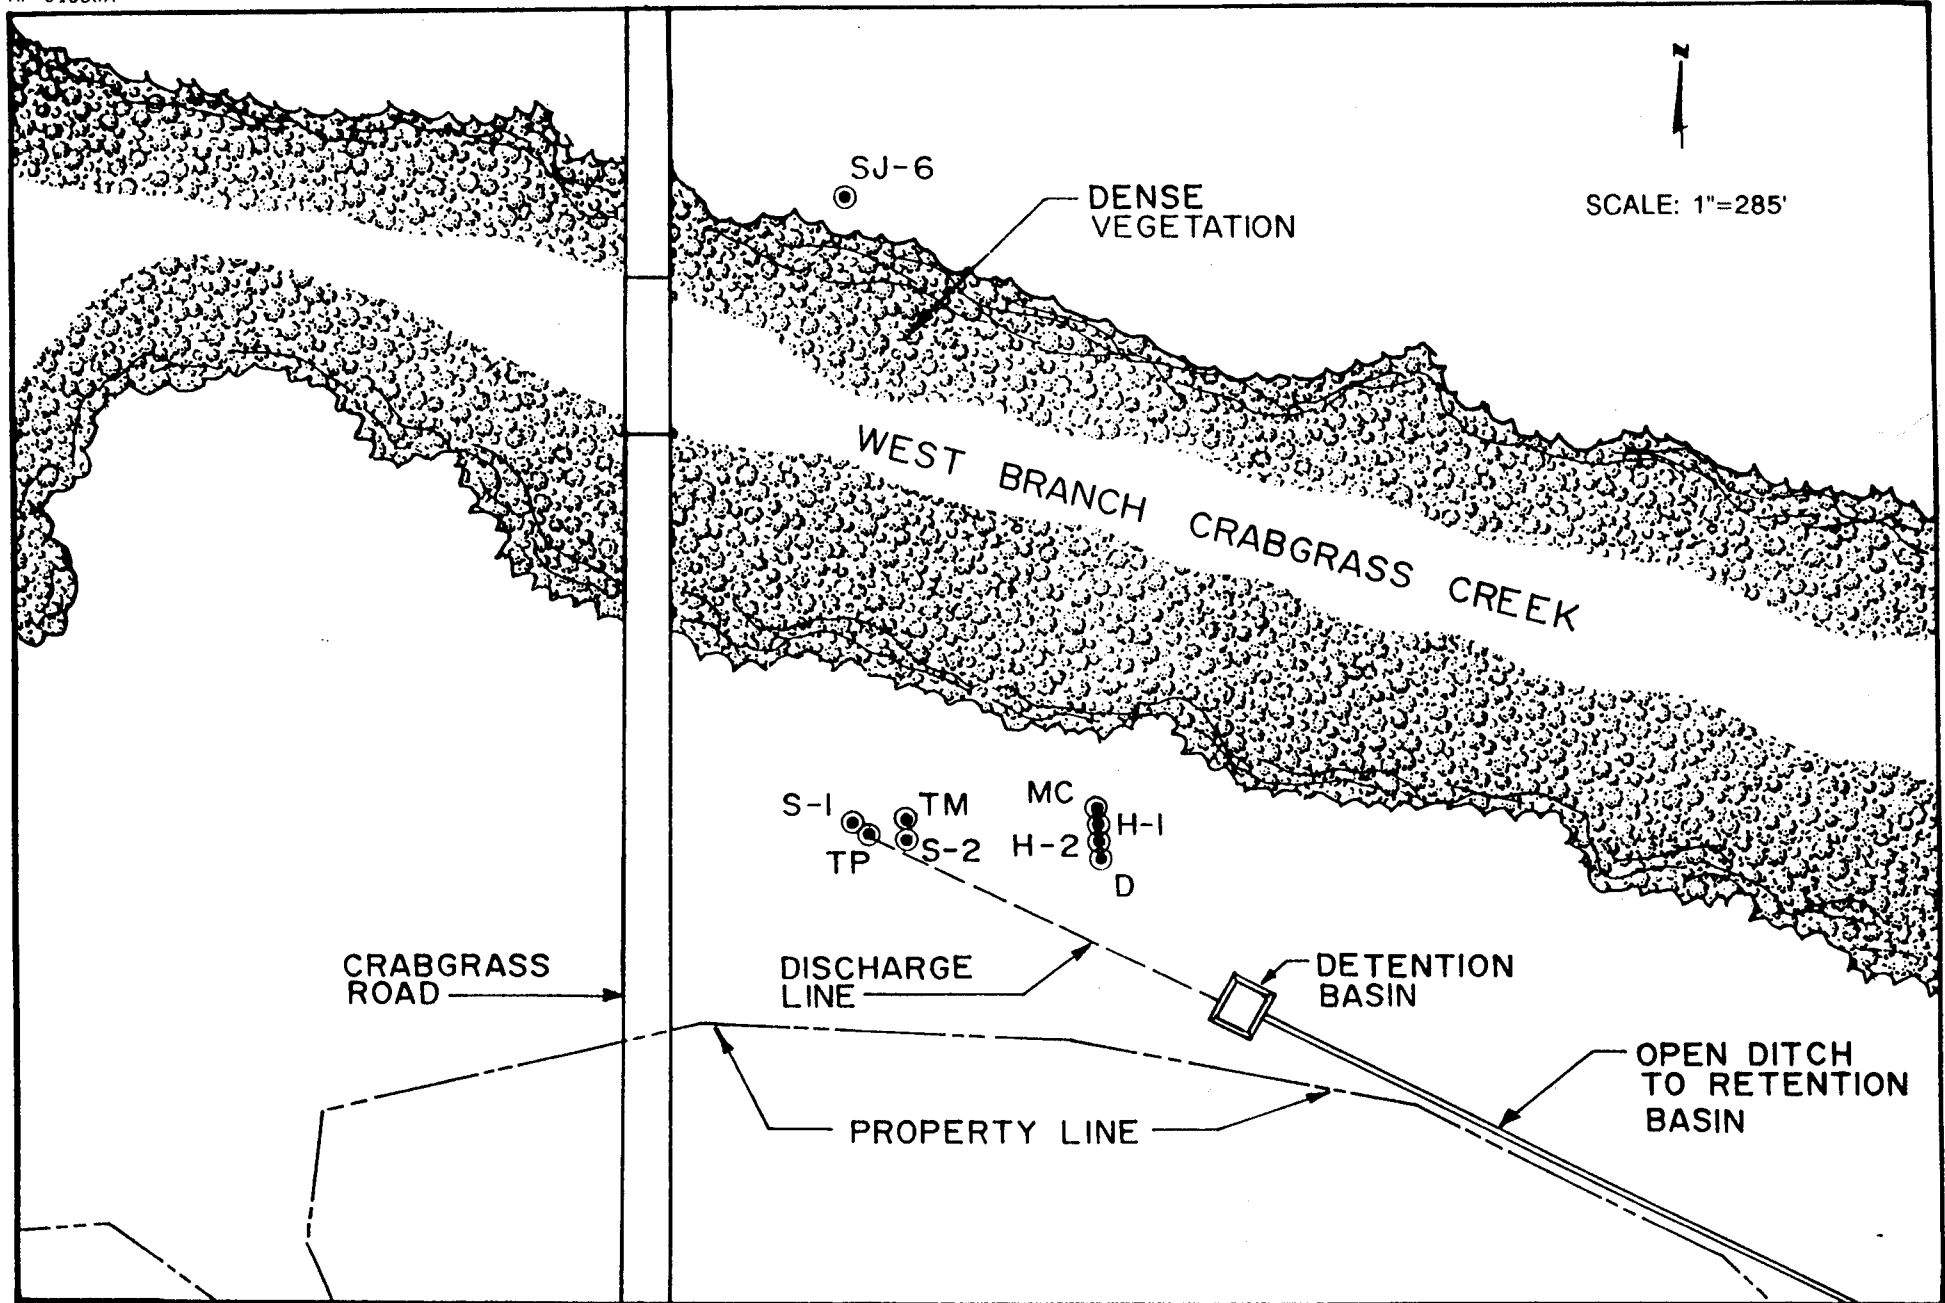 N
SJ-6
DENSE
VEGETATION
SCALE: 1"=285'
WEST BRANCH CRABGRASS CREEK
S-1
TM
MC
H-1
TP
S-2
H-2
D
CRABGRASS
ROAD
DISCHARGE
LINE
DETENTION
BASIN
OPEN DITCH
TO RETENTION
BASIN
PROPERTY LINE